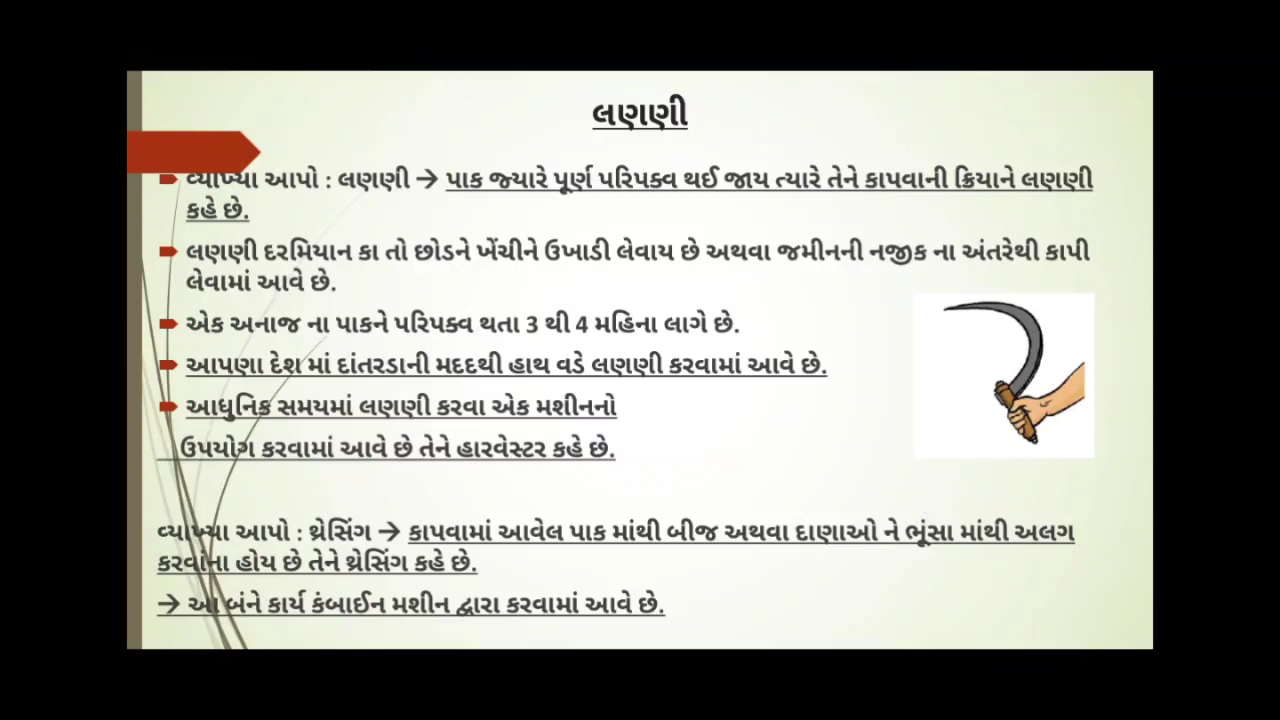 લણણી
વ્યાખ્યા આપો : લણણી → પાક જ્યારે પૂર્ણ પરિપક્વ થઈ જાય ત્યારે તેને કાપવાની ક્રિયાને લણણી
કહે છે.
લણણી દરમિયાન કા તો છોડને ખેંચીને ઉખાડી લેવાય છે અથવા જમીનની નજીક ના અંતરેથી કાપી
લેવામાં આવે છે.
એક અનાજ ના પાકને પરિપક્વ થતા 3 થી 4 મહિના લાગે છે.
આપણા દેશ માં દાંતરડાની મદદથી હાથ વડે લણણી કરવામાં આવે છે.
આધુનિક સમયમાં લણણી કરવા એક મશીનનો
ઉપયોગ કરવામાં આવે છે તેને હારવેસ્ટર કહે છે.
વ્યાખ્યા આપો : થ્રેસિંગ → કાપવામાં આવેલ પાક માંથી બીજ અથવા દાણાઓ ને ભૂંસા માંથી અલગ
કરવાના હોય છે તેને થ્રેસિંગ કહે છે.
→ આ બંને કાર્ય કંબાઈન મશીન દ્વારા કરવામાં આવે છે.